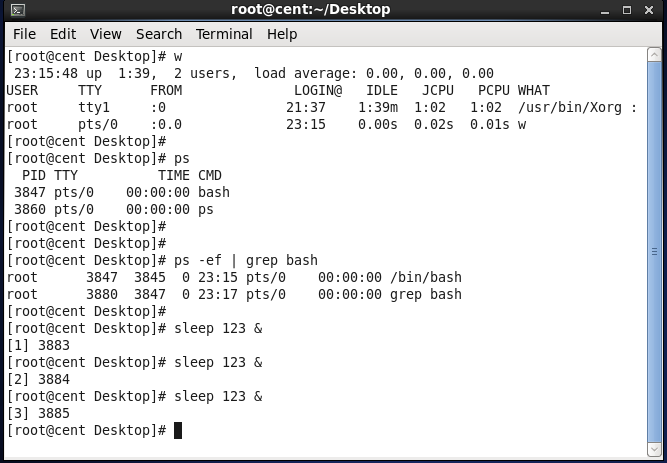 root@cent:~/Desktop
File Edit View Search Terminal Help
[root@cent Desktop]# w
 23:15:48 up  1:39,  2 users,  load average: 0.00, 0.00, 0.00
USER     TTY      FROM              LOGIN@   IDLE   JCPU   PCPU WHAT
root     tty1     :0               21:37    1:39m  1:02   1:02  /usr/bin/Xorg :
root     pts/0    :0.0             23:15    0.00s  0.02s  0.01s w
[root@cent Desktop]#
[root@cent Desktop]# ps
  PID TTY          TIME CMD
 3847 pts/0    00:00:00 bash
 3860 pts/0    00:00:00 ps
[root@cent Desktop]#
[root@cent Desktop]#
[root@cent Desktop]# ps -ef | grep bash
root      3847  3845  0 23:15 pts/0    00:00:00 /bin/bash
root      3880  3847  0 23:17 pts/0    00:00:00 grep bash
[root@cent Desktop]#
[root@cent Desktop]# sleep 123 &
[1] 3883
[root@cent Desktop]# sleep 123 &
[2] 3884
[root@cent Desktop]# sleep 123 &
[3] 3885
[root@cent Desktop]#